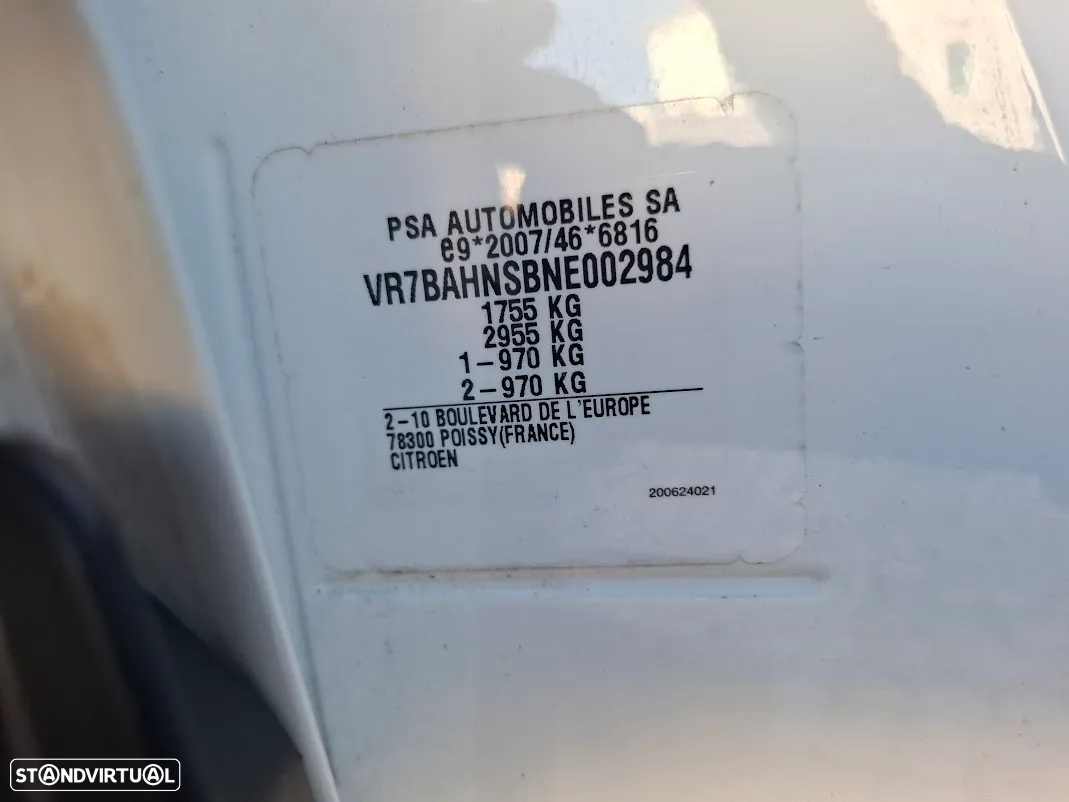 PSA AUTOMOBILES SA
e9*2007/46*6816
VR7BAHNSBNE002984
1755 KG
2955 KG
1-970 KG
2-970 KG
2-10 BOULEVARD DE L'EUROPE
78300 POISSY(FRANCE)
CITROEN
200624021
STANDVIRTUAL